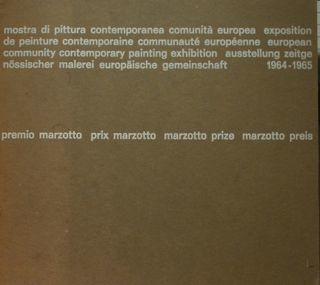 mostra di pittura contemporanea comunità europea exposition
de peinture contemporaine communauté européenne european
community contemporary painting exhibition ausstellung zeitge
nössischer malerei europäische gemeinschaft 1964-1965
premio marzotto prix marzotto marzotto prize marzotto preis